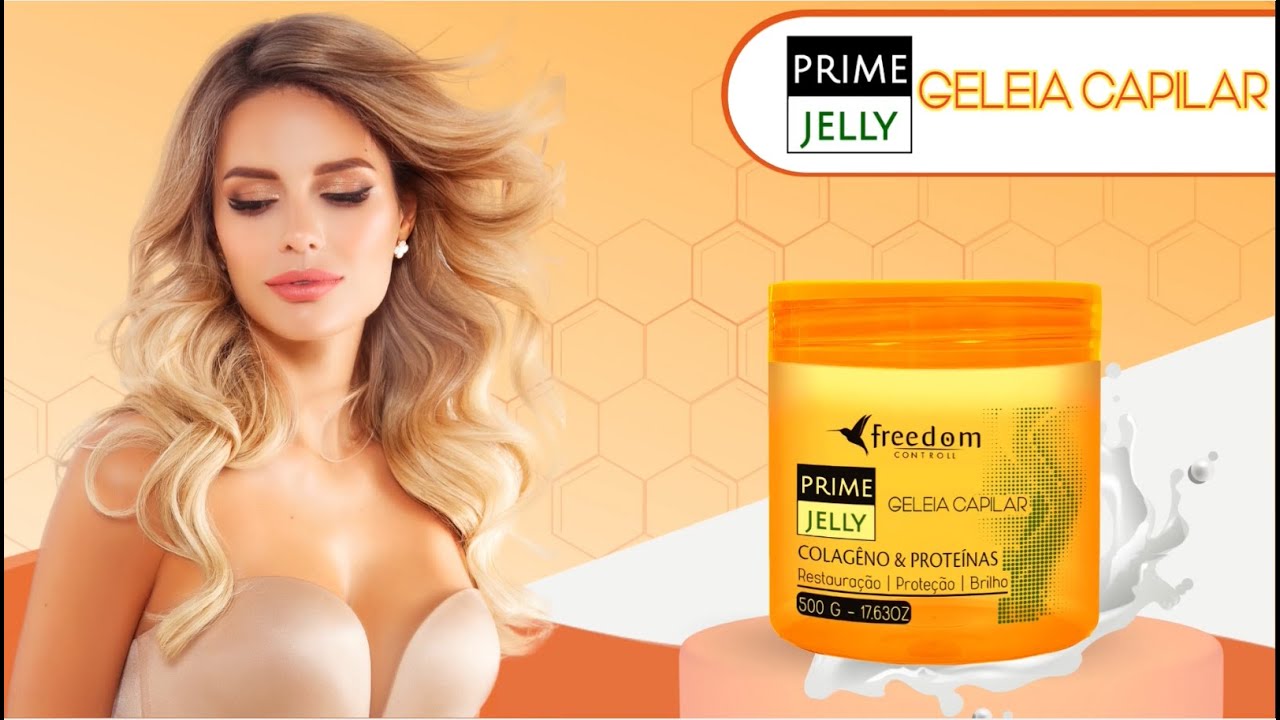 PRIME
JELLY
GELEIA CAPILAR
freedom
CONTROLL
PRIME
JELLY
GELEIA CAPILAR
COLAGÊNO & PROTEÍNAS
Restauração | Proteção | Brilho
500 G - 17.63OZ